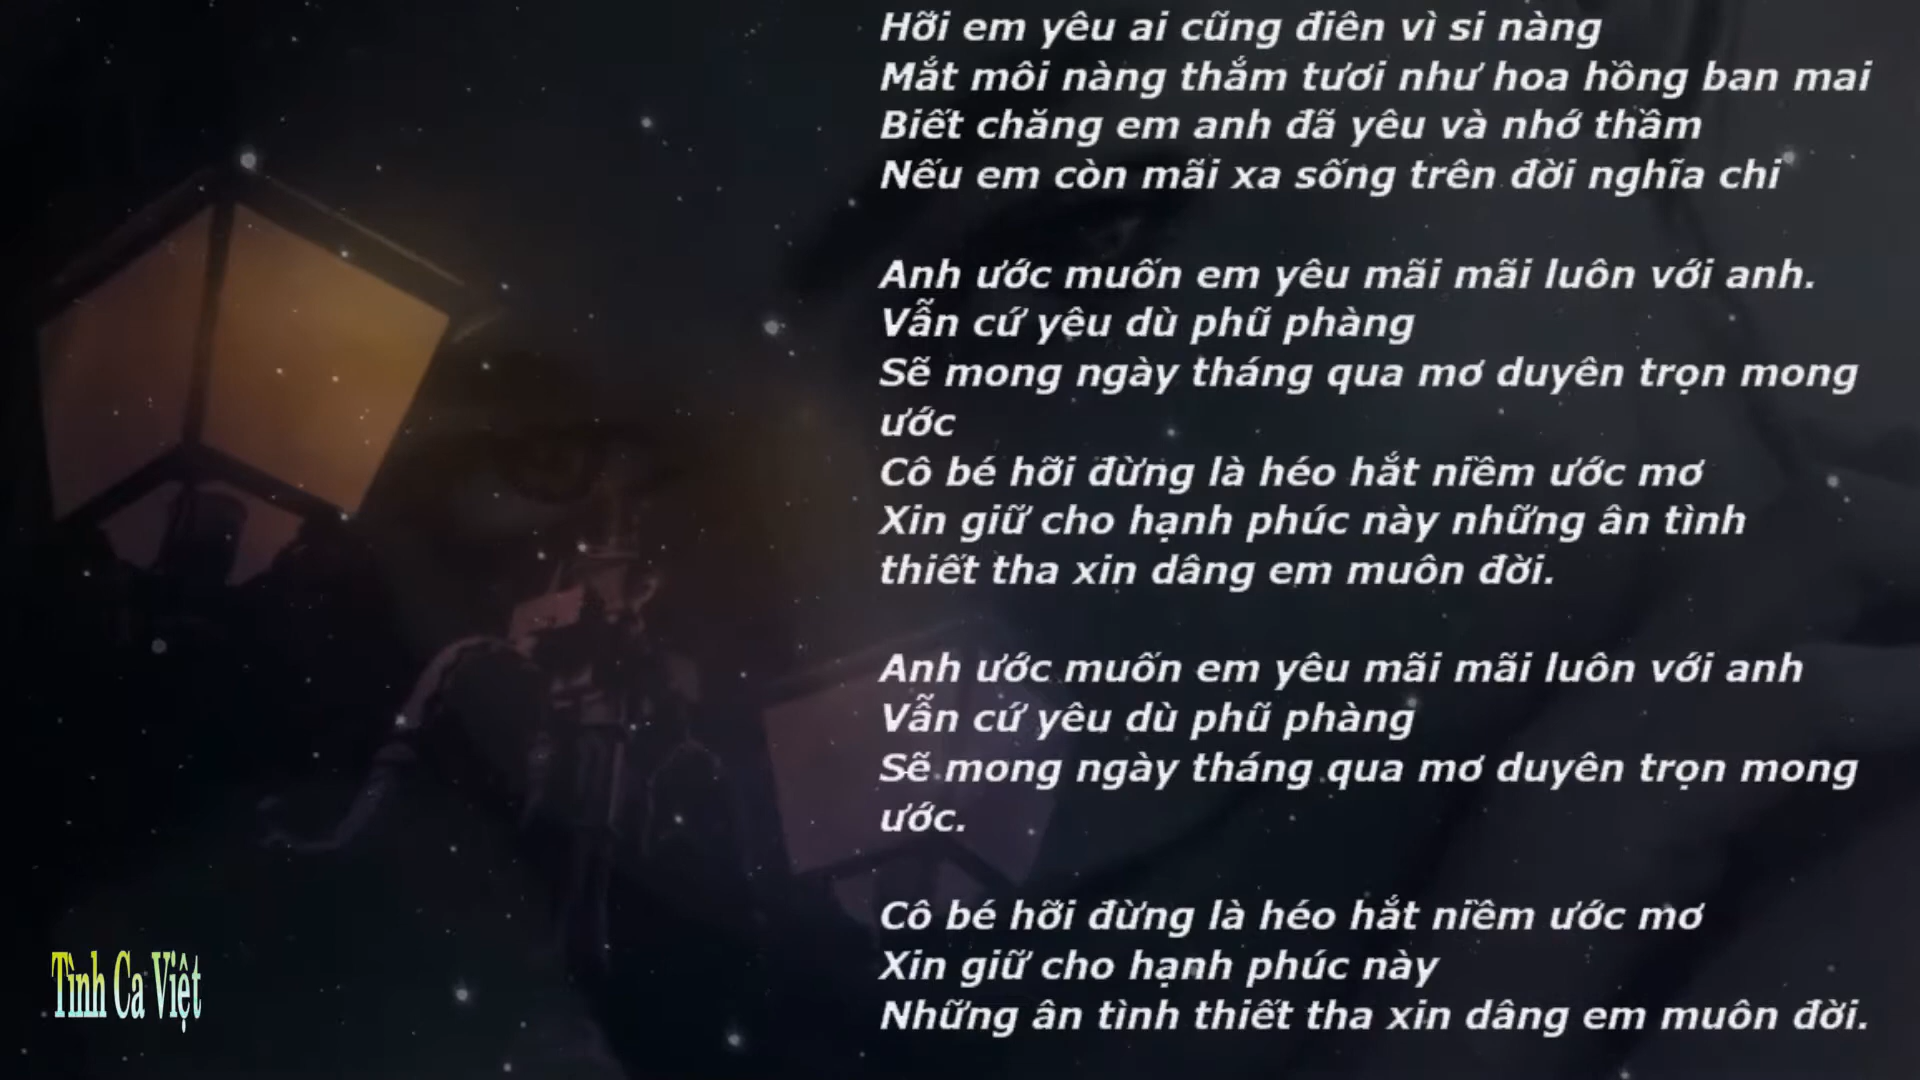 Hỡi em yêu ai cũng điên vì si nàng
Mắt môi nàng thắm tươi như hoa hồng ban mai
Biết chăng em anh đã yêu và nhớ thầm
Nếu em còn mãi xa sống trên đời nghĩa chi
Anh ước muốn em yêu mãi mãi luôn với anh.
Vẫn cứ yêu dù phũ phàng
Sẽ mong ngày tháng qua mơ duyên trọn mong
ước
Cô bé hỡi đừng là héo hắt niềm ước mơ
Xin giữ cho hạnh phúc này những ân tình
thiết tha xin dâng em muôn đời.
Anh ước muốn em yêu mãi mãi luôn với anh
Vẫn cứ yêu dù phũ phàng
Sẽ mong ngày tháng qua mơ duyên trọn mong
ước.
Cô bé hỡi đừng là héo hắt niềm ước mơ
Xin giữ cho hạnh phúc này
Những ân tình thiết tha xin dâng em muôn đời.
Tình Ca Việt